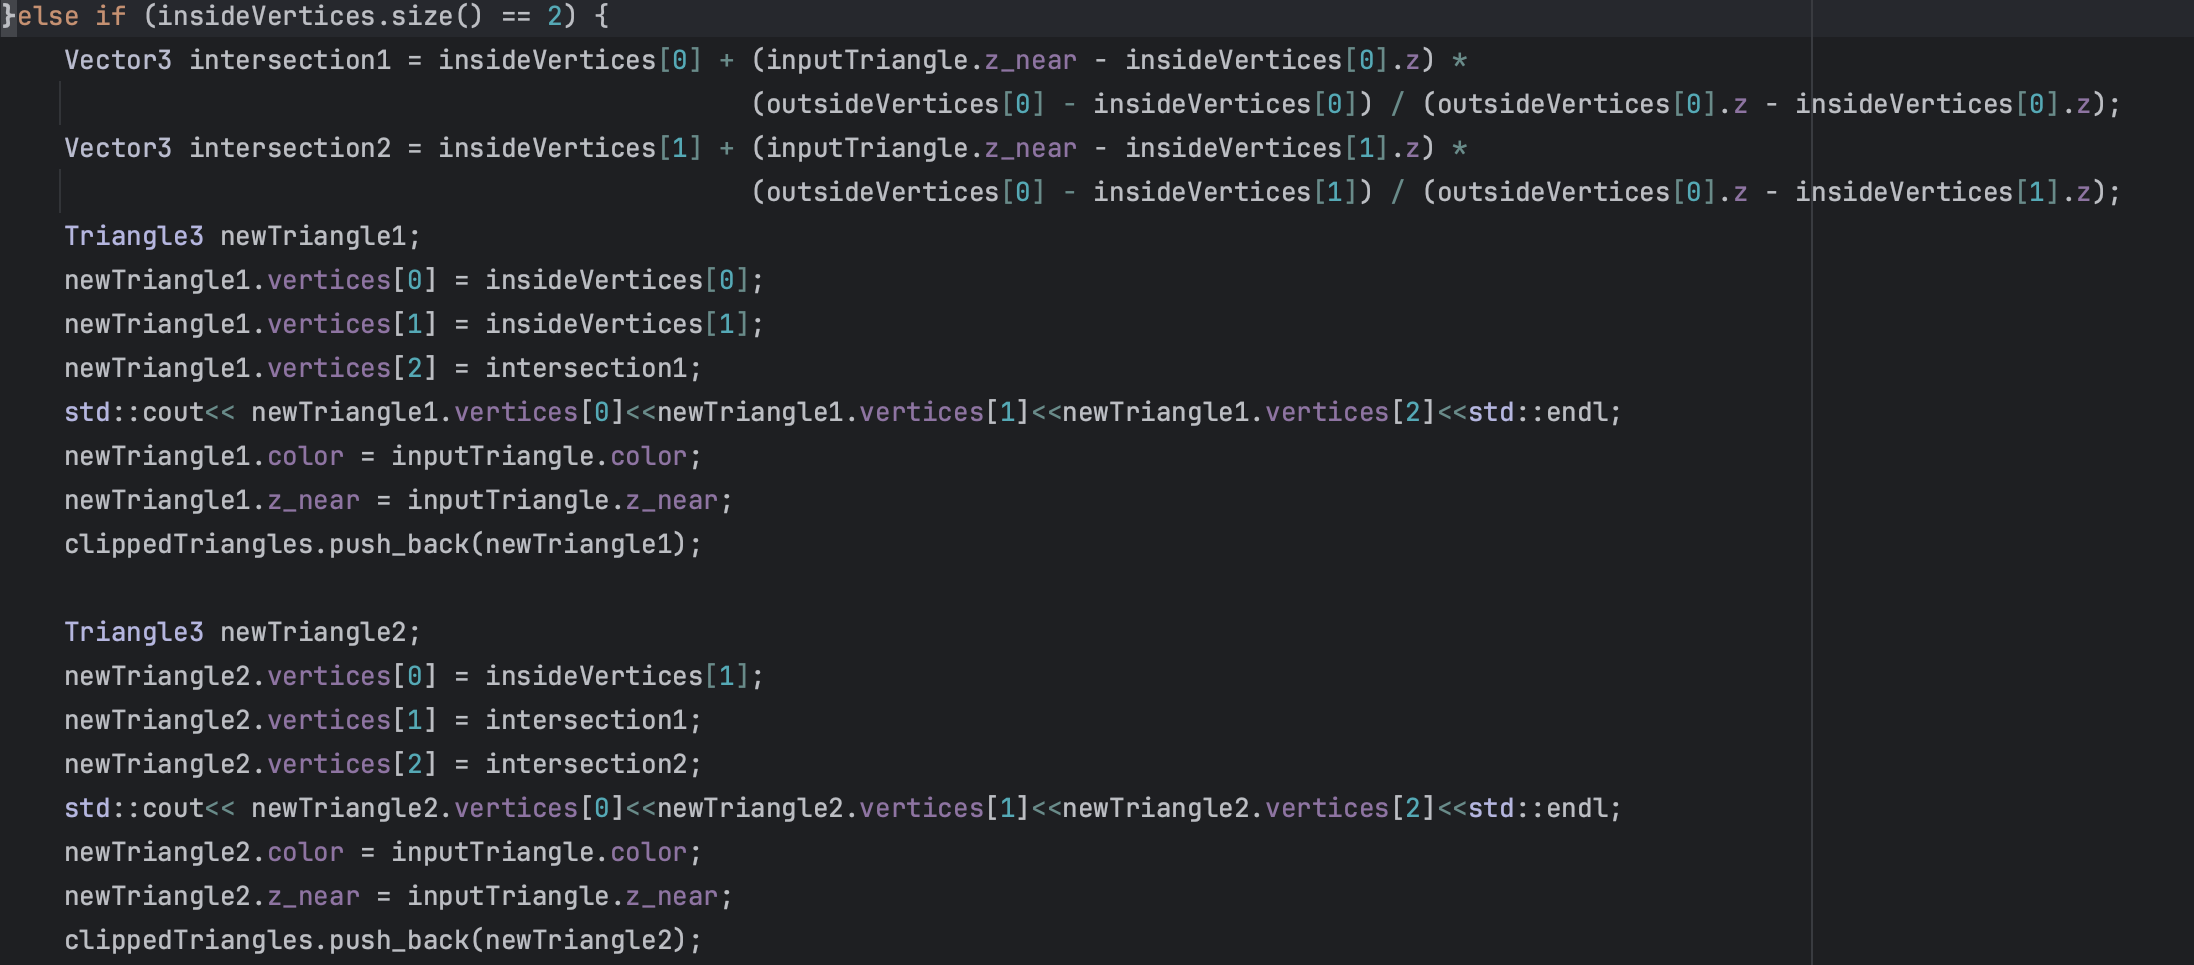 }else if (insideVertices.size() == 2) {
    Vector3 intersection1 = insideVertices[0] + (inputTriangle.z_near - insideVertices[0].z) *
                                                (outsideVertices[0] - insideVertices[0]) / (outsideVertices[0].z - insideVertices[0].z);
    Vector3 intersection2 = insideVertices[1] + (inputTriangle.z_near - insideVertices[1].z) *
                                                (outsideVertices[0] - insideVertices[1]) / (outsideVertices[0].z - insideVertices[1].z);
    Triangle3 newTriangle1;
    newTriangle1.vertices[0] = insideVertices[0];
    newTriangle1.vertices[1] = insideVertices[1];
    newTriangle1.vertices[2] = intersection1;
    std::cout<< newTriangle1.vertices[0]<<newTriangle1.vertices[1]<<newTriangle1.vertices[2]<<std::endl;
    newTriangle1.color = inputTriangle.color;
    newTriangle1.z_near = inputTriangle.z_near;
    clippedTriangles.push_back(newTriangle1);

    Triangle3 newTriangle2;
    newTriangle2.vertices[0] = insideVertices[1];
    newTriangle2.vertices[1] = intersection1;
    newTriangle2.vertices[2] = intersection2;
    std::cout<< newTriangle2.vertices[0]<<newTriangle2.vertices[1]<<newTriangle2.vertices[2]<<std::endl;
    newTriangle2.color = inputTriangle.color;
    newTriangle2.z_near = inputTriangle.z_near;
    clippedTriangles.push_back(newTriangle2);